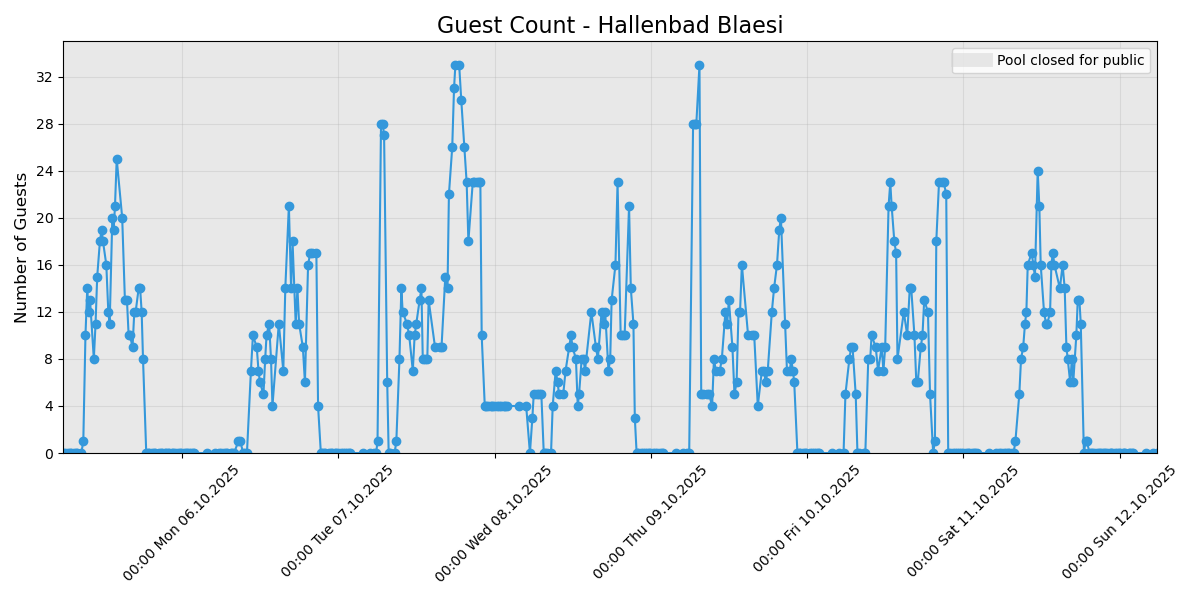 Guest Count - Hallenbad Blaesi
Pool closed for public
Number of Guests
32
28
24
20
16
12
8
4
0
00:00 Mon 06.10.2025
00:00 Tue 07.10.2025
00:00 Wed 08.10.2025
00:00 Thu 09.10.2025
00:00 Fri 10.10.2025
00:00 Sat 11.10.2025
00:00 Sun 12.10.2025